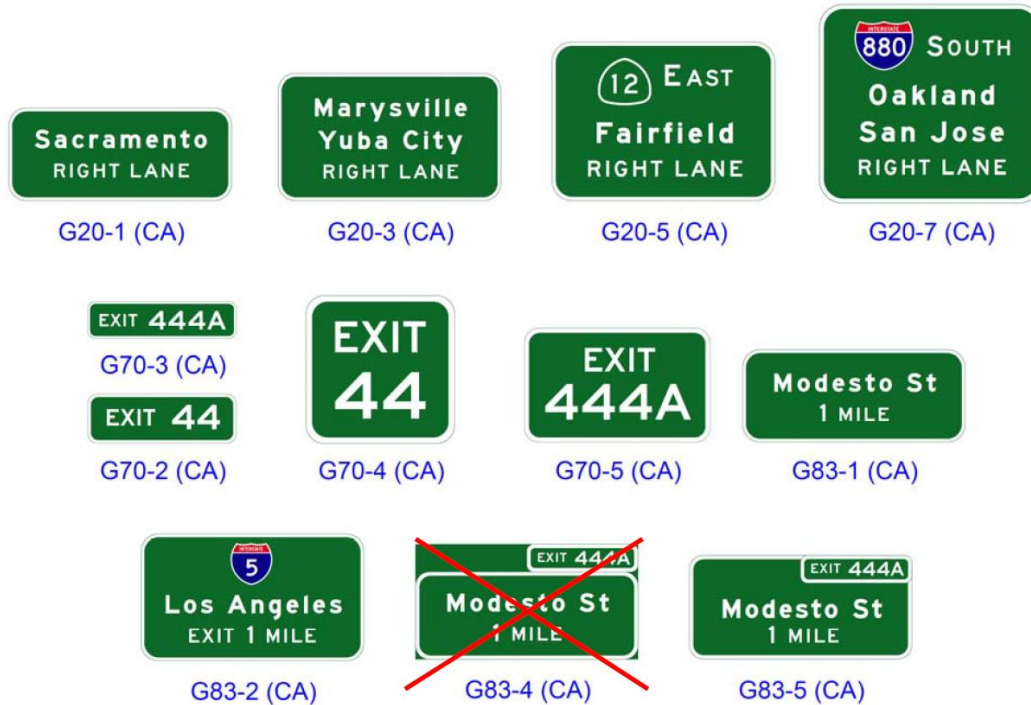 Sacramento
RIGHT LANE
G20-1 (CA)
Marysville
Yuba City
RIGHT LANE
G20-3 (CA)
12 EAST
Fairfield
RIGHT LANE
G20-5 (CA)
INTERSTATE
880 SOUTH
Oakland
San Jose
RIGHT LANE
G20-7 (CA)
EXIT 444A
G70-3 (CA)
EXIT 44
G70-2 (CA)
EXIT
44
G70-4 (CA)
EXIT
444A
G70-5 (CA)
Modesto St
1 MILE
G83-1 (CA)
INTERSTATE
5
Los Angeles
EXIT 1 MILE
G83-2 (CA)
EXIT 444A
Modesto St
1 MILE
G83-4 (CA)
EXIT 444A
Modesto St
1 MILE
G83-5 (CA)